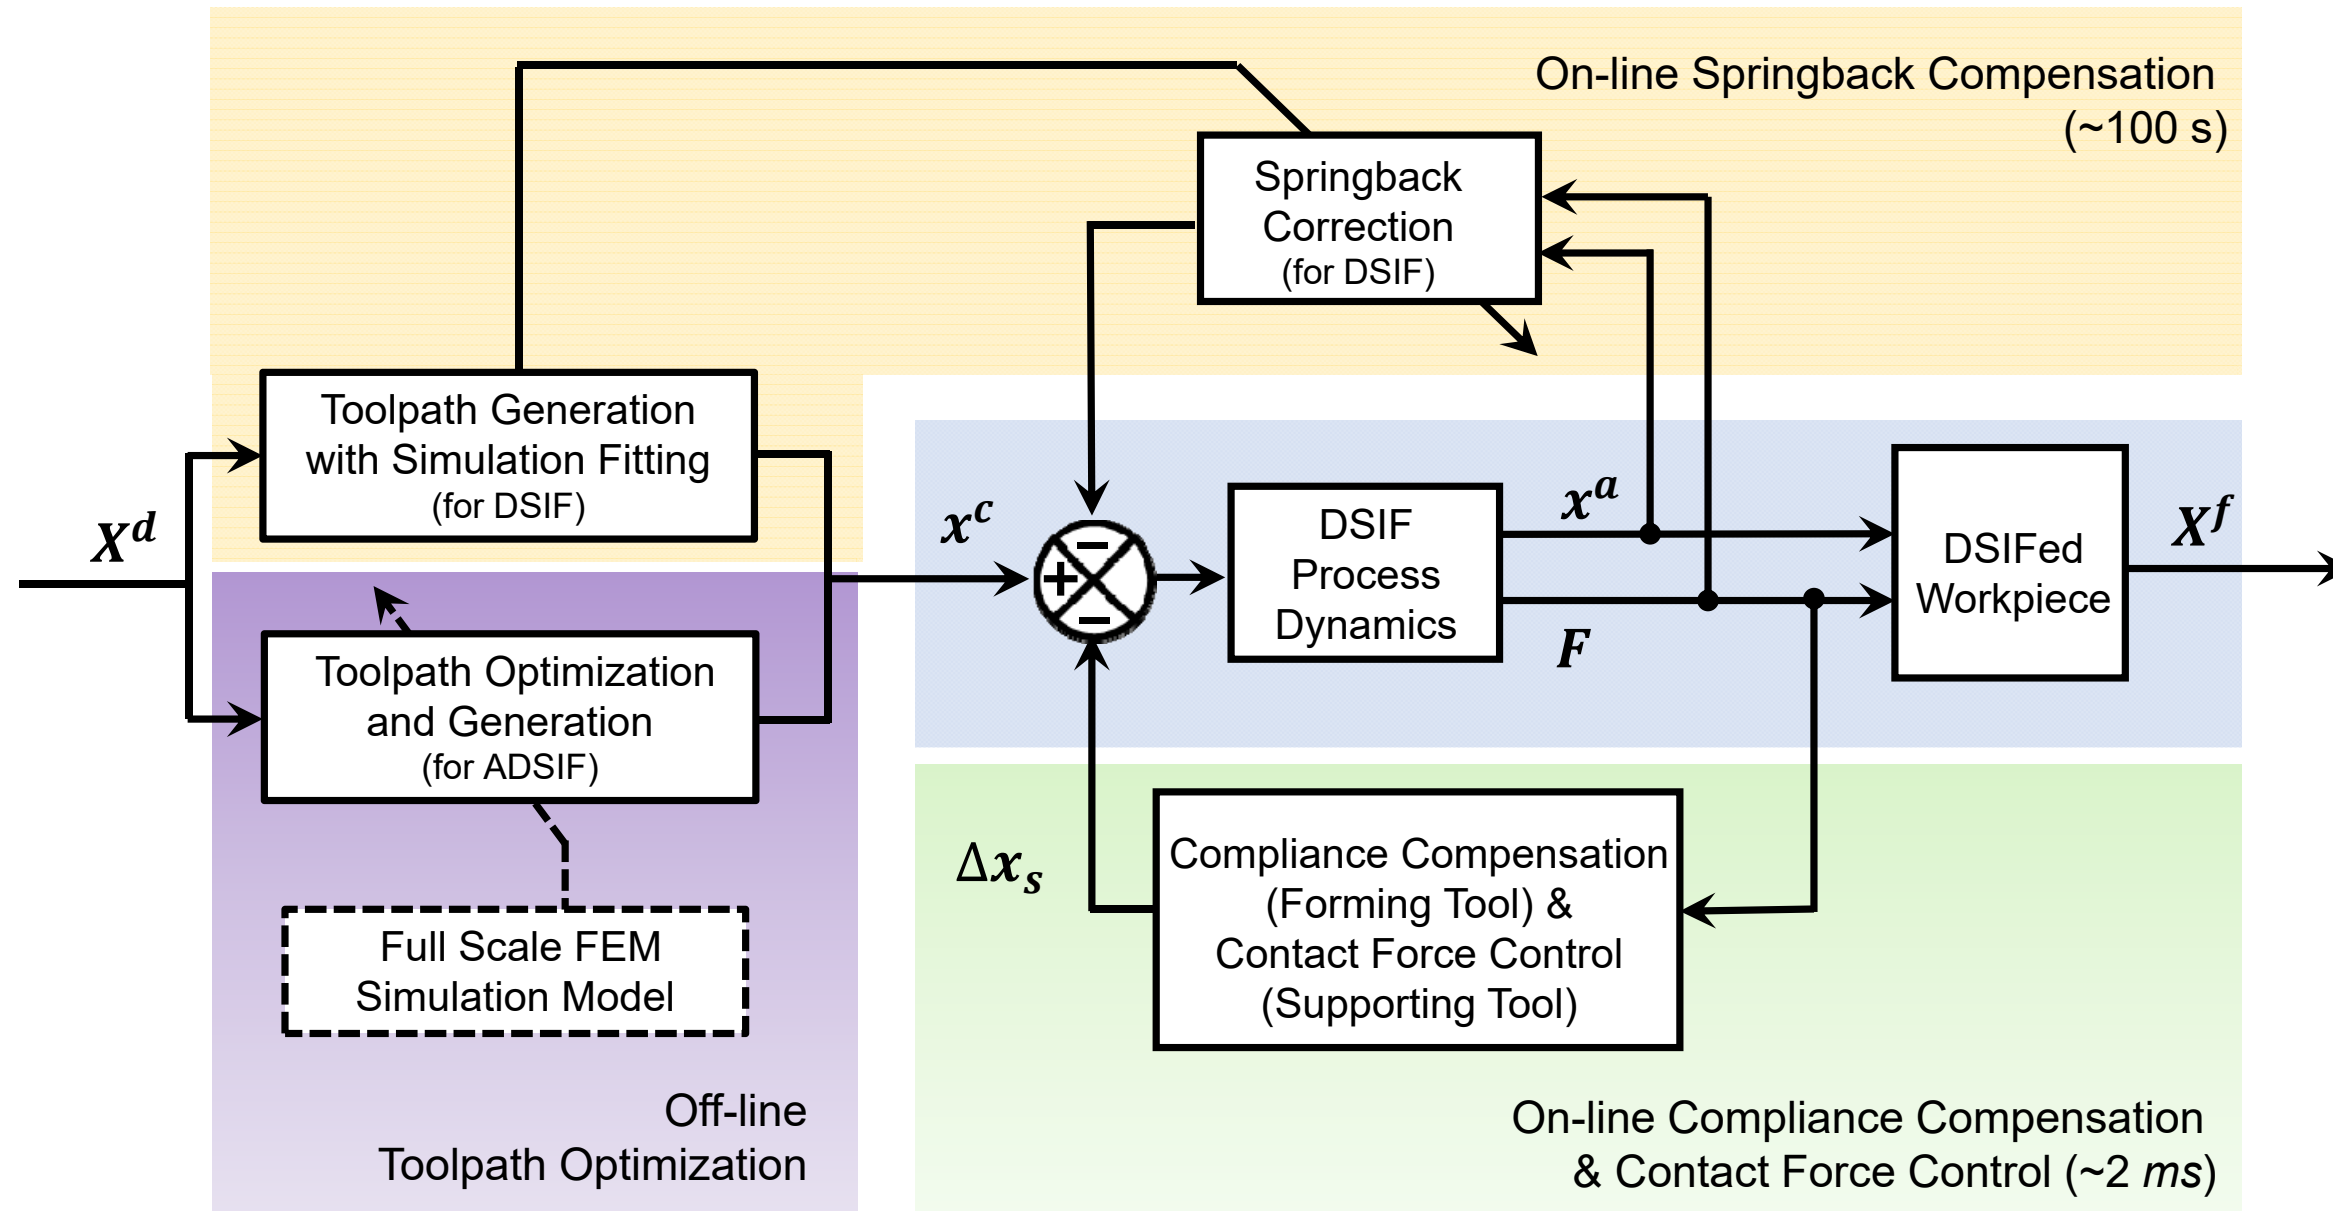 On-line Springback Compensation
(~100 s)
Springback
Correction
(for DSIF)
Toolpath Generation
with Simulation Fitting
(for DSIF)
X^d
x^c
−
+
−
DSIF
Process
Dynamics
x^a
F
DSIFed
Workpiece
X^f
Toolpath Optimization
and Generation
(for ADSIF)
Full Scale FEM
Simulation Model
Off-line
Toolpath Optimization
Δx_s
Compliance Compensation
(Forming Tool) &
Contact Force Control
(Supporting Tool)
On-line Compliance Compensation
& Contact Force Control (~2 ms)